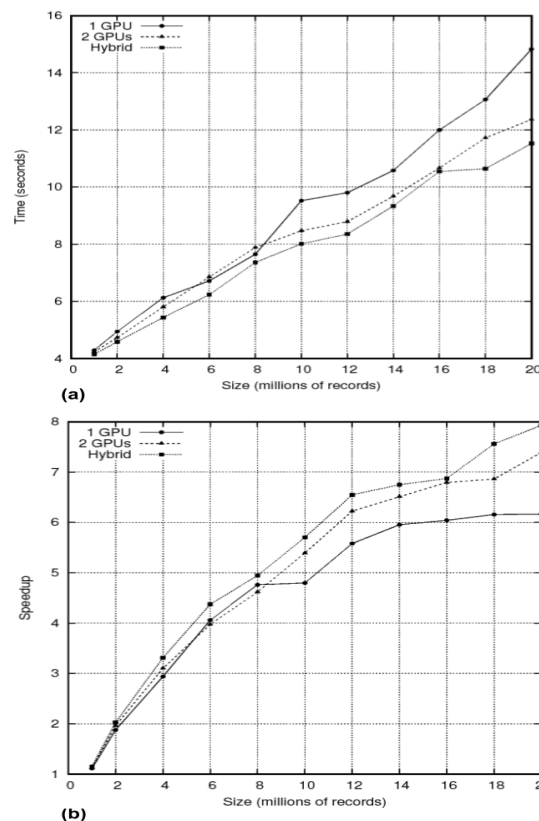 16
14
12
10
8
6
4
Time (seconds)
1 GPU
2 GPUs
Hybrid
0 2 4 6 8 10 12 14 16 18 20
Size (millions of records)
(a)
8
7
6
5
4
3
2
1
Speedup
1 GPU
2 GPUs
Hybrid
0 2 4 6 8 10 12 14 16 18 20
Size (millions of records)
(b)